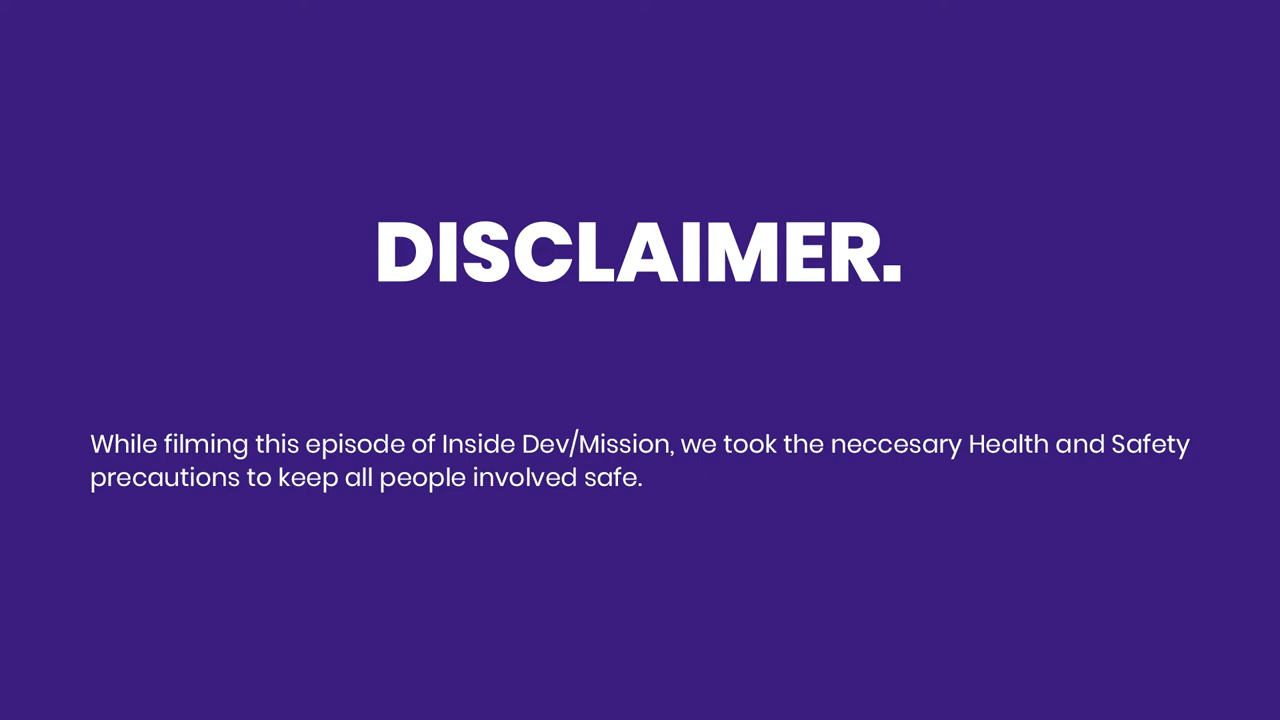 DISCLAIMER.
While filming this episode of Inside Dev/Mission, we took the neccesary Health and Safety
precautions to keep all people involved safe.